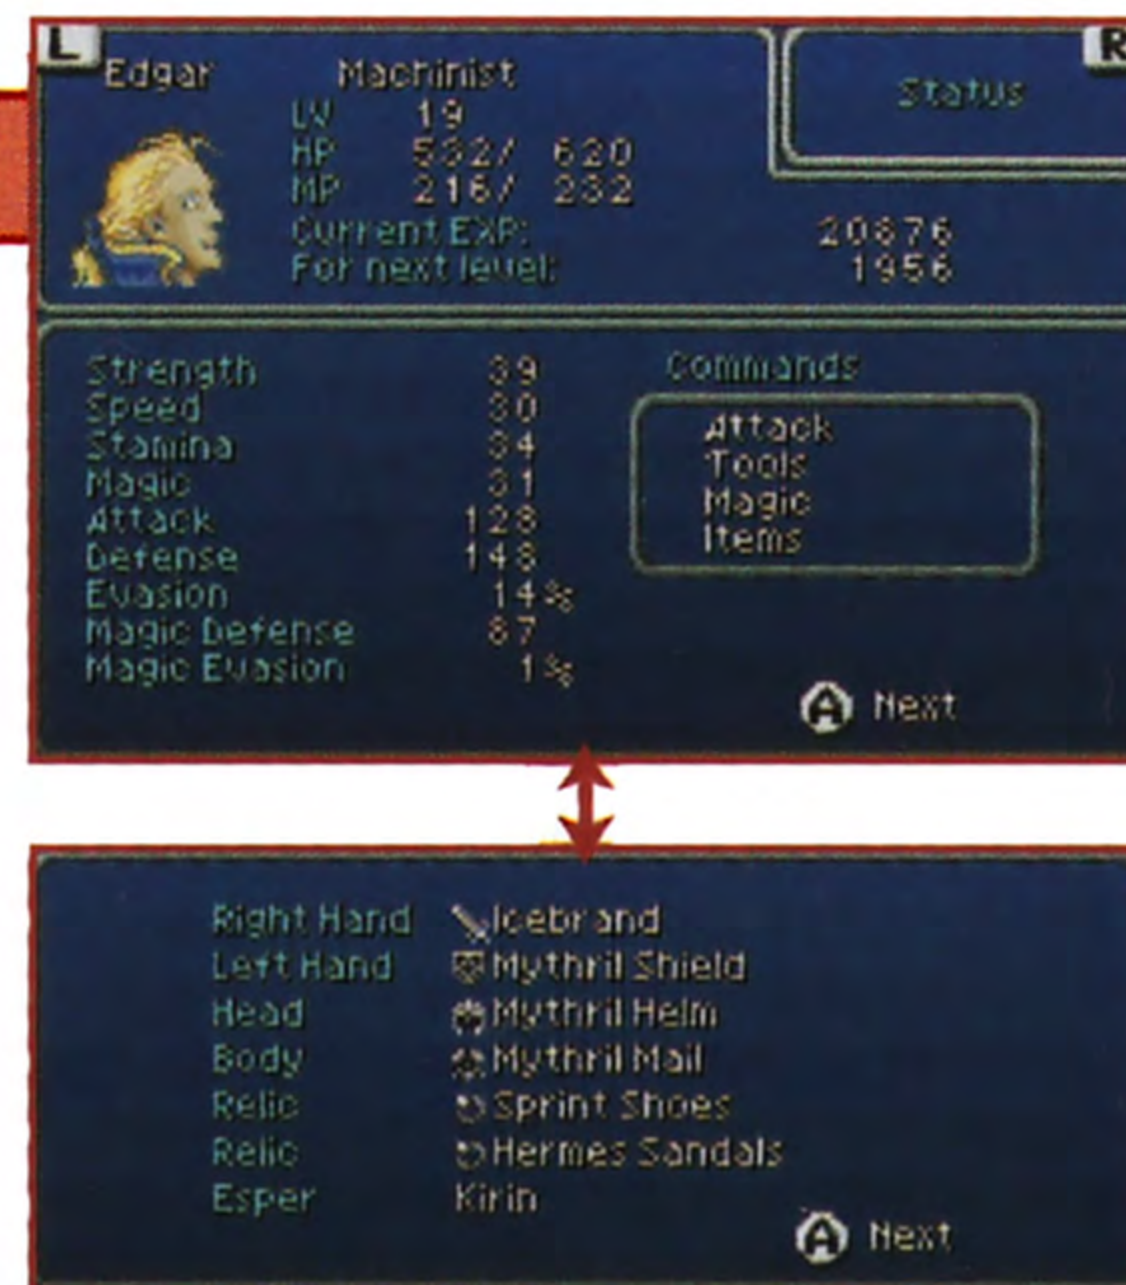 L
R
Edgar Machinist
Status
LV 19
HP 532/ 620
MP 216/ 232
Current EXP: 20876
For next level: 1956
Strength 39
Speed 30
Stamina 34
Magic 31
Attack 128
Defense 148
Evasion 14%
Magic Defense 87
Magic Evasion 1%
Commands
Attack
Tools
Magic
Items
A Next
Right Hand Icebrand
Left Hand Mythril Shield
Head Mythril Helm
Body Mythril Mail
Relic Sprint Shoes
Relic Hermes Sandals
Esper Kirin
A Next